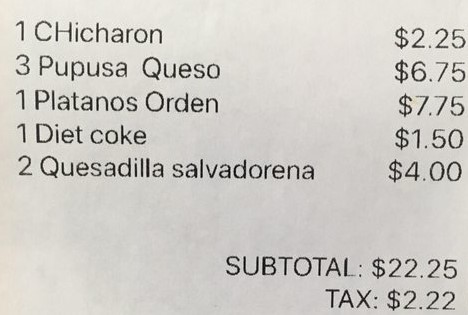 1 CHicharon $2.25
3 Pupusa Queso $6.75
1 Platanos Orden $7.75
1 Diet coke $1.50
2 Quesadilla salvadorena $4.00
SUBTOTAL: $22.25
TAX: $2.22